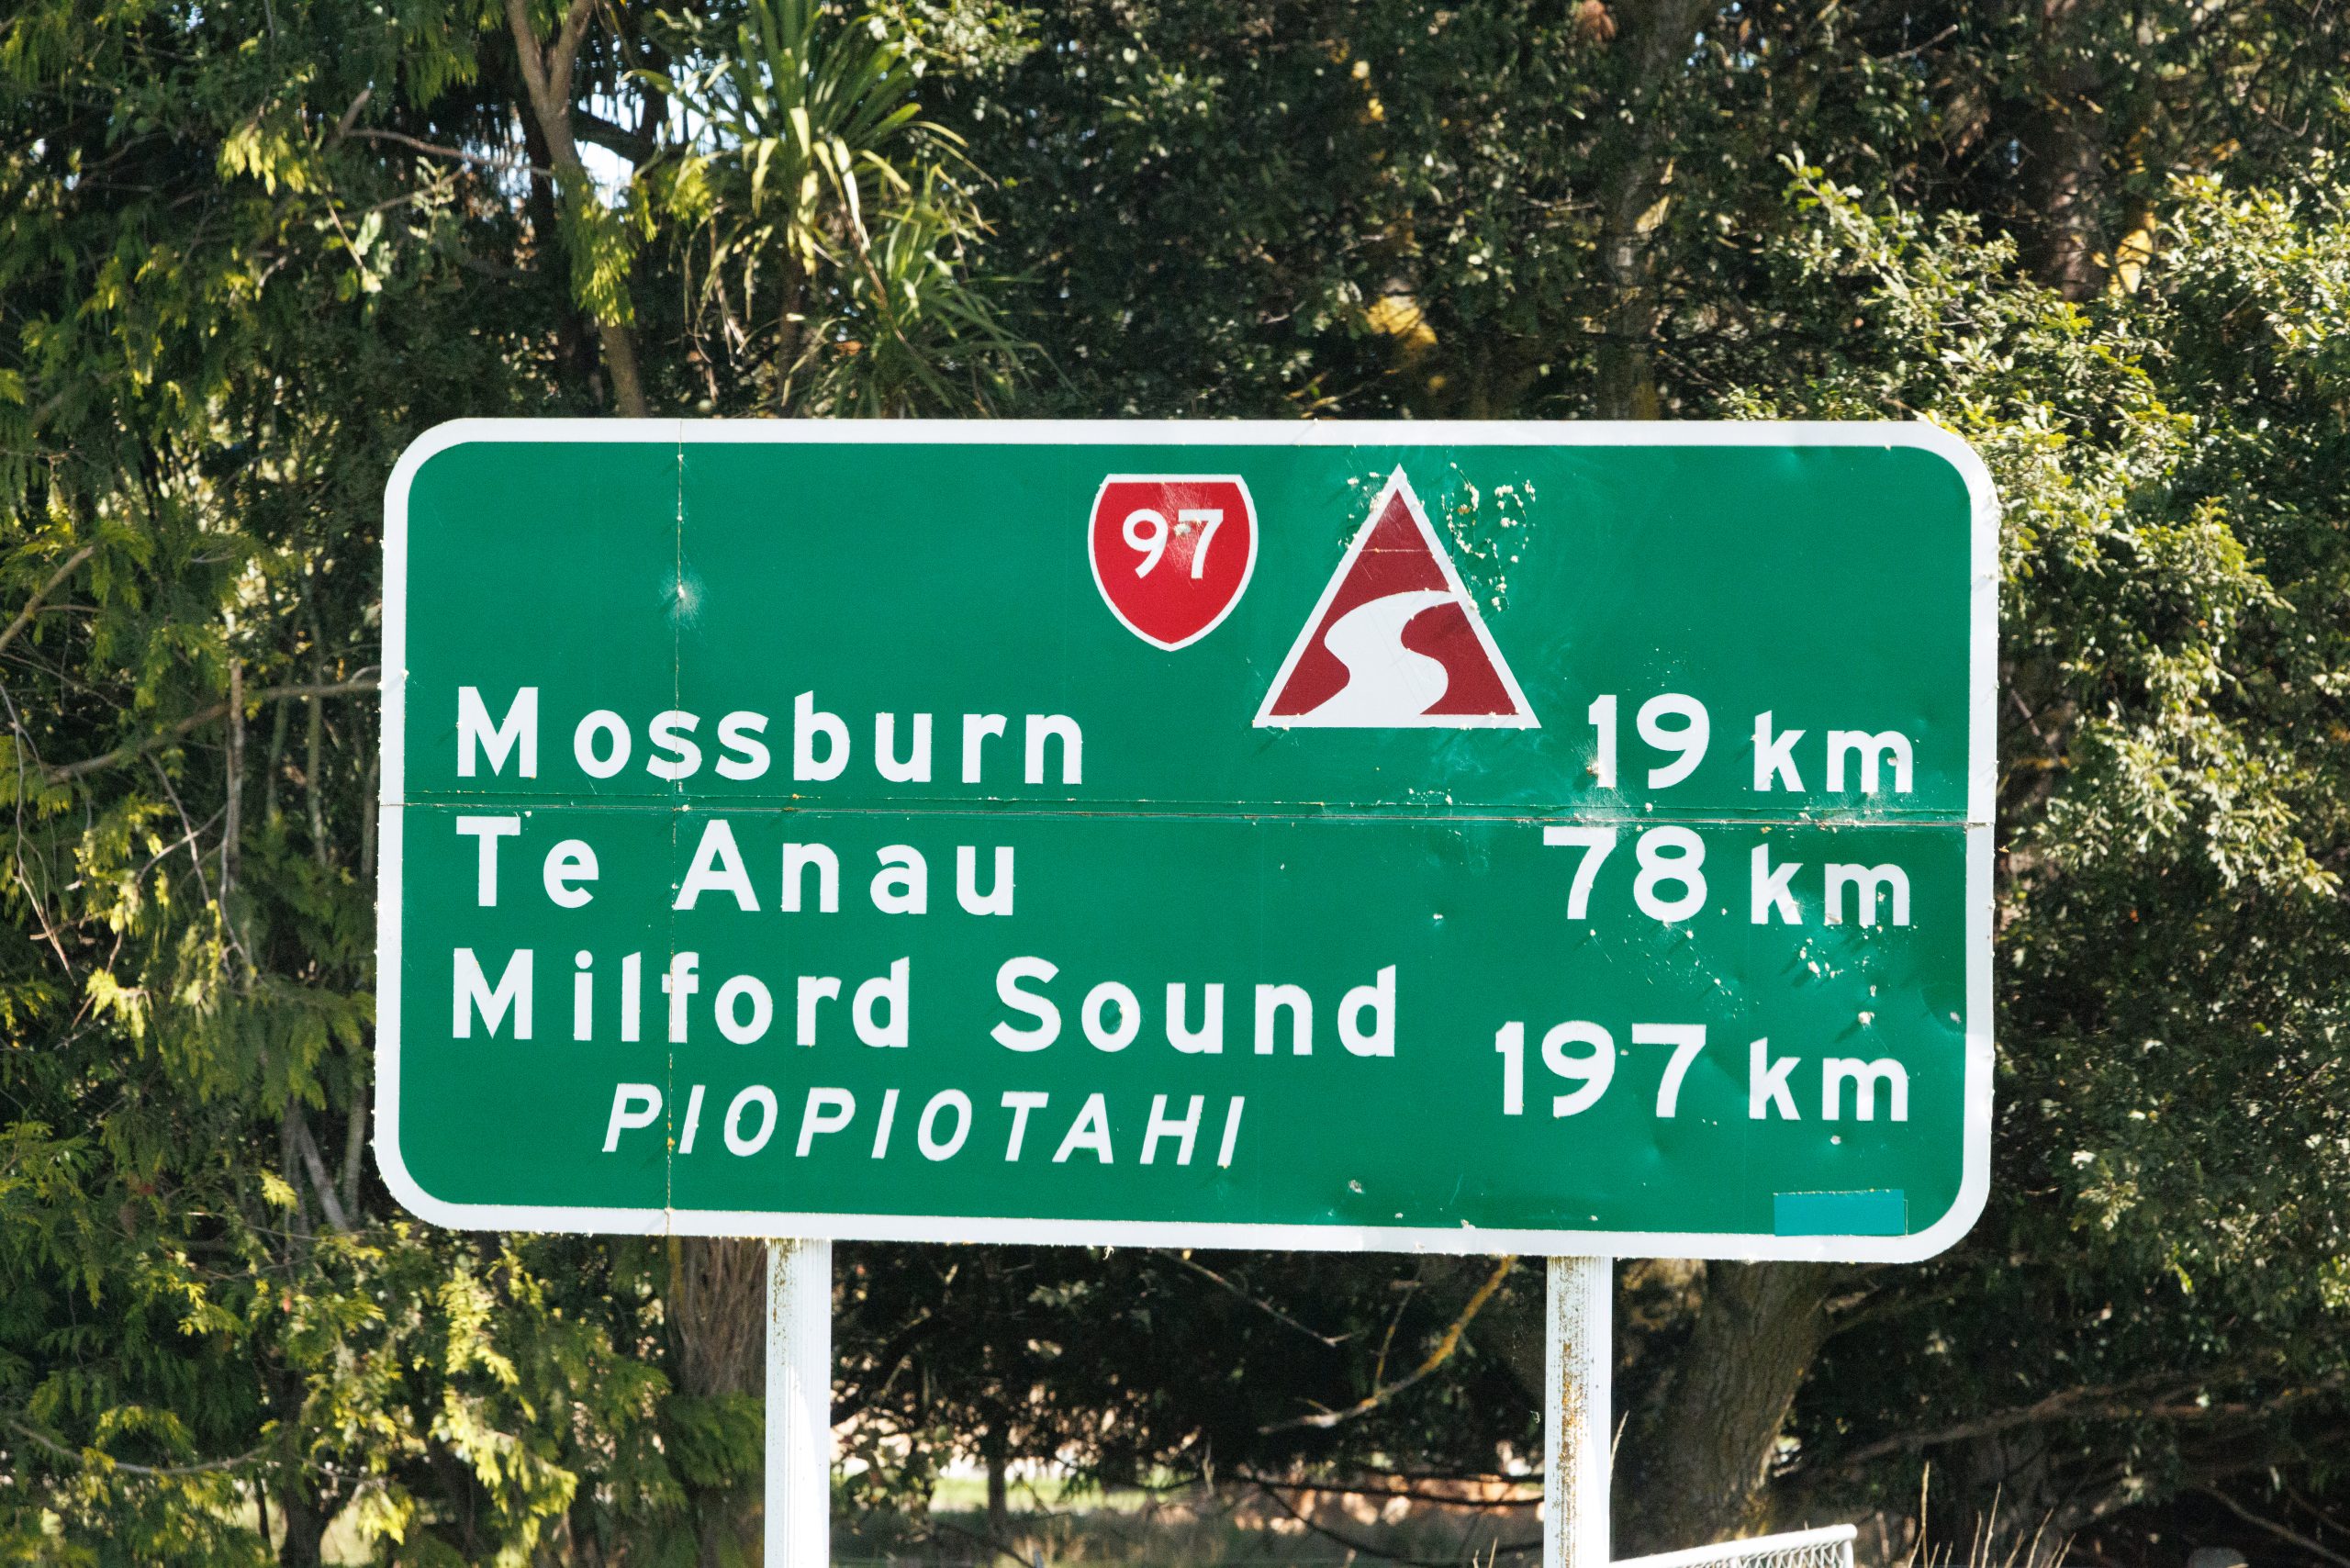 97
Mossburn 19 km
Te Anau 78 km
Milford Sound 197 km
PIOPIOTAHI